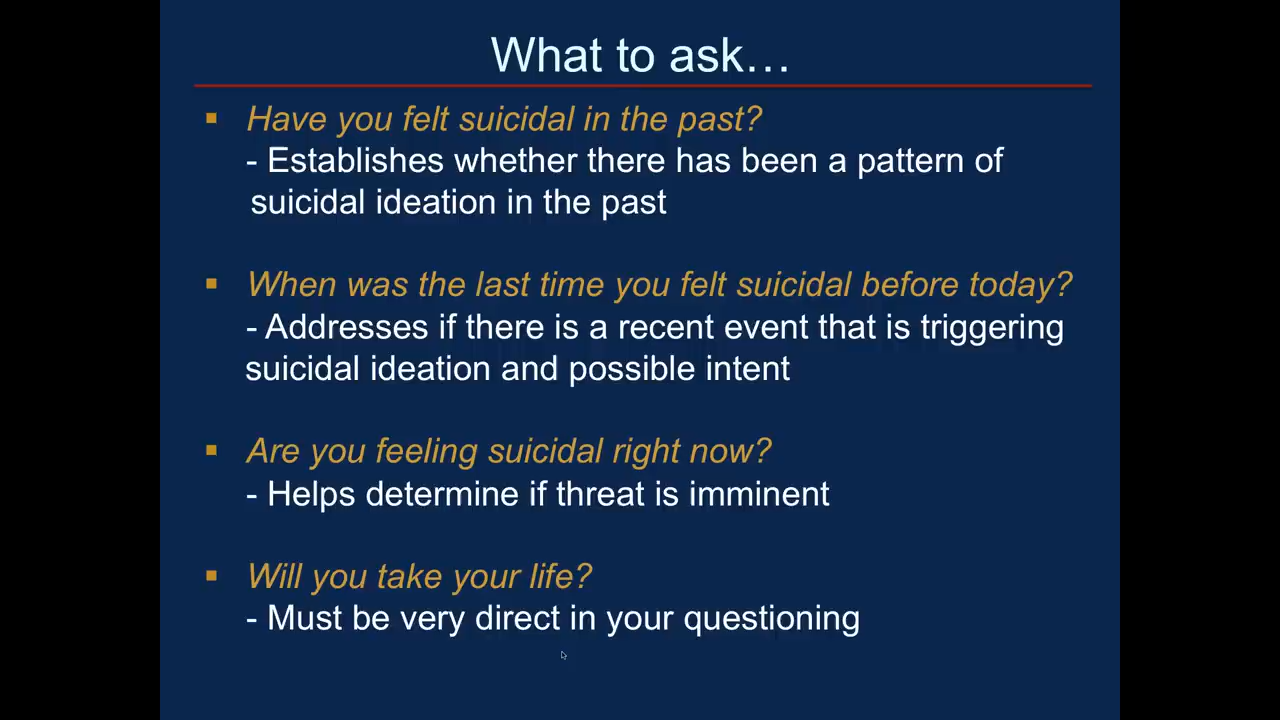 What to ask…
▪ Have you felt suicidal in the past?
- Establishes whether there has been a pattern of
suicidal ideation in the past
▪ When was the last time you felt suicidal before today?
- Addresses if there is a recent event that is triggering
suicidal ideation and possible intent
▪ Are you feeling suicidal right now?
- Helps determine if threat is imminent
▪ Will you take your life?
- Must be very direct in your questioning